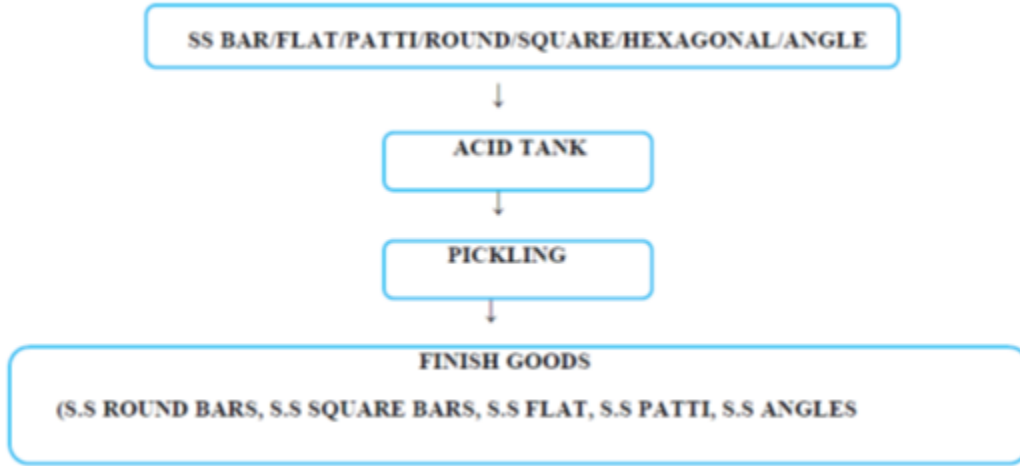 SS BAR/FLAT/PATTI/ROUND/SQUARE/HEXAGONAL/ANGLE
ACID TANK
PICKLING
FINISH GOODS
(S.S ROUND BARS, S.S SQUARE BARS, S.S FLAT, S.S PATTI, S.S ANGLES